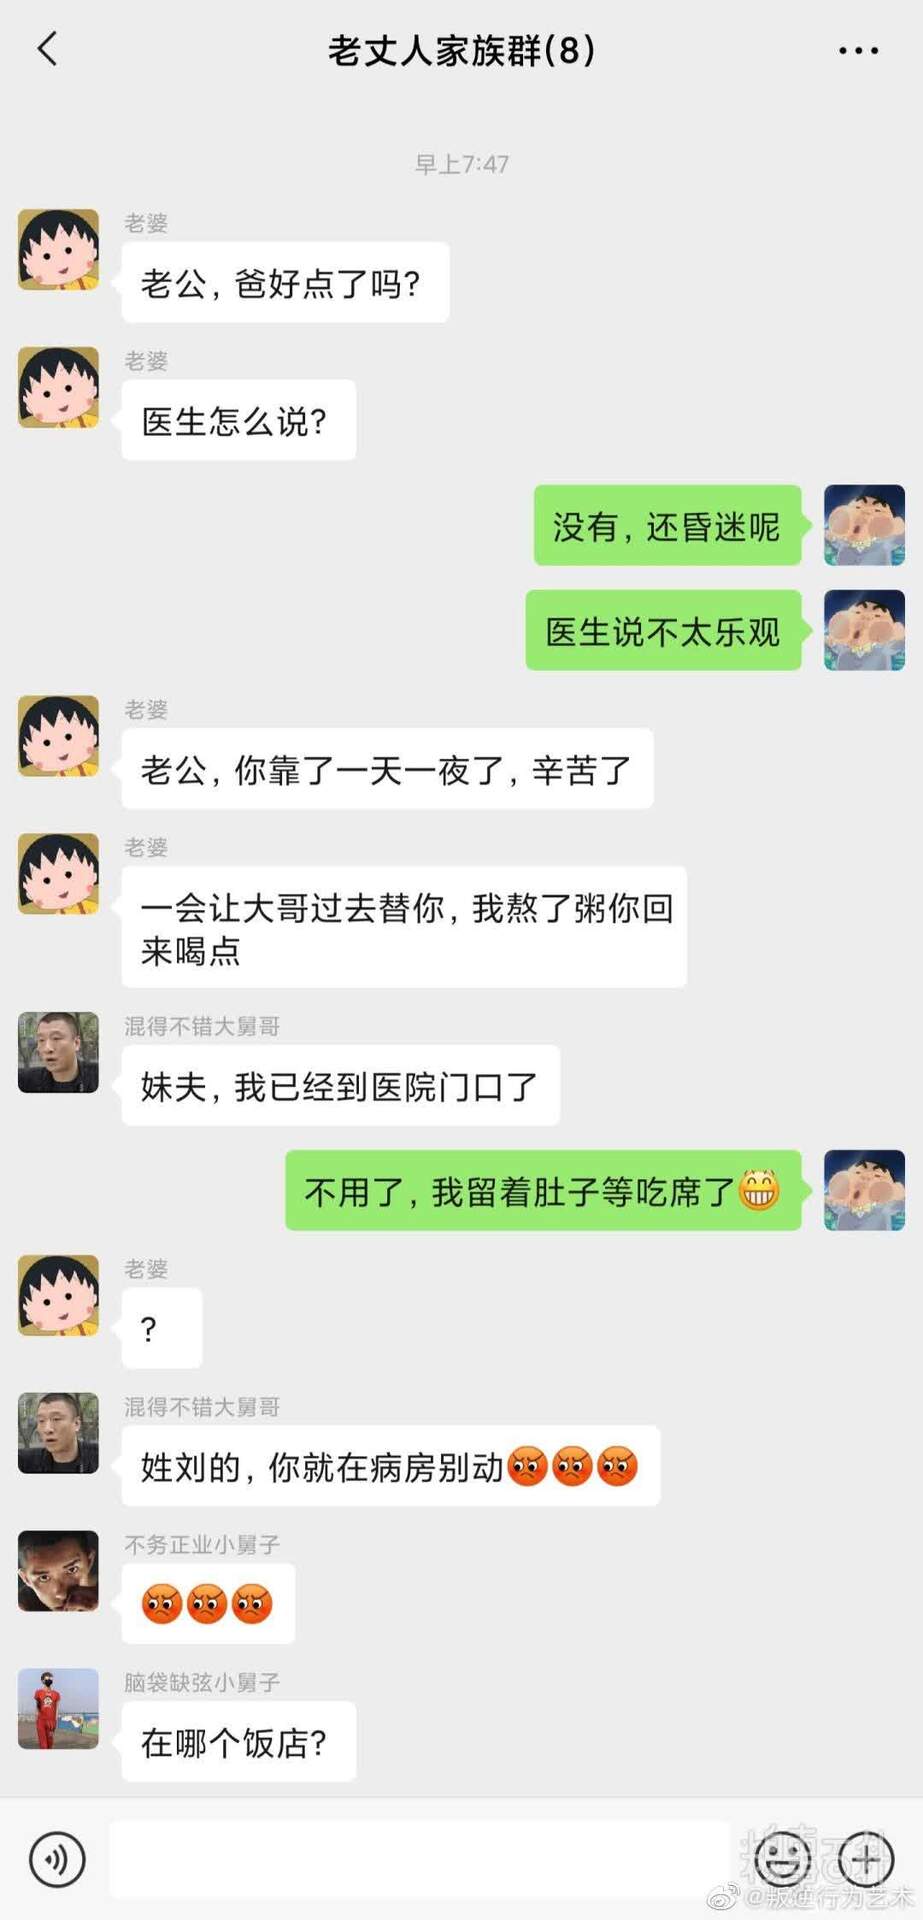 老丈人家族群(8)
早上7:47
老婆
老公，爸好点了吗?
老婆
医生怎么说?
没有，还昏迷呢
医生说不太乐观
老婆
老公，你靠了一天一夜了，辛苦了
老婆
一会让大哥过去替你，我熬了粥你回
来喝点
混得不错大舅哥
妹夫，我已经到医院门口了
不用了，我留着肚子等吃席了😁
老婆
?
混得不错大舅哥
姓刘的，你就在病房别动😡😡😡
不务正业小舅子
😡😡😡
脑袋缺弦小舅子
在哪个饭店?
@叛逆行为艺术